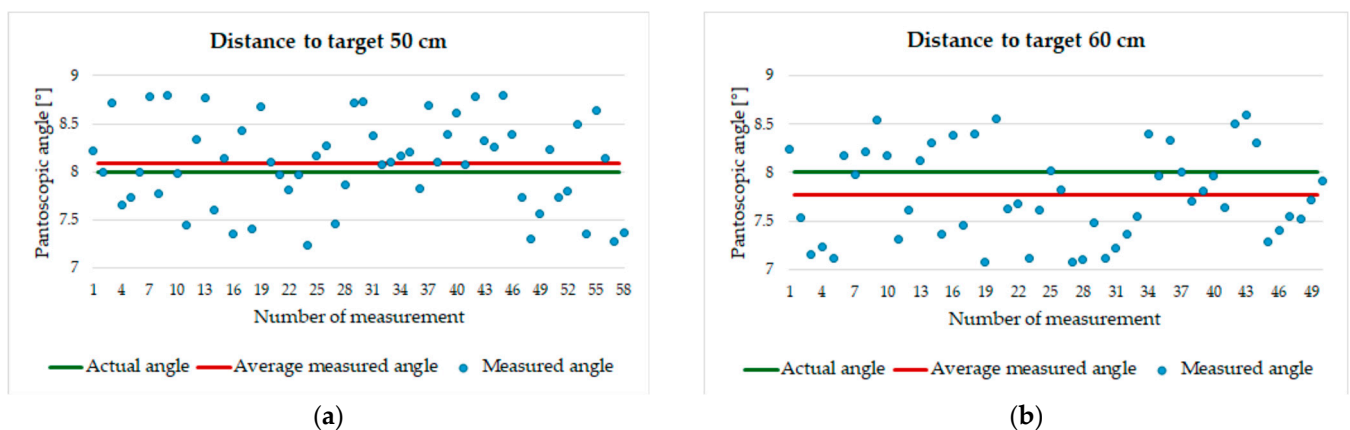 Distance to target 50 cm
Pantoscopic angle [°]
9
8.5
8
7.5
7
1 4 7 10 13 16 19 22 25 28 31 34 37 40 43 46 49 52 55 58
Number of measurement
Actual angle Average measured angle Measured angle
(a)
Distance to target 60 cm
Pantoscopic angle [°]
9
8.5
8
7.5
7
1 4 7 10 13 16 19 22 25 28 31 34 37 40 43 46 49
Number of measurement
Actual angle Average measured angle Measured angle
(b)